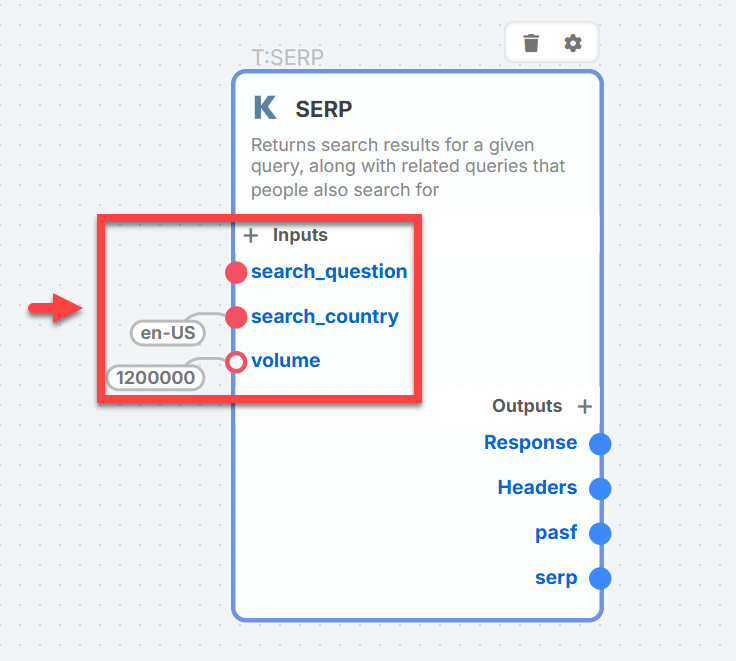 T:SERP
K SERP
Returns search results for a given
query, along with related queries that
people also search for
+ Inputs
search_question
search_country
en-US
volume
1200000
Outputs +
Response
Headers
pasf
serp